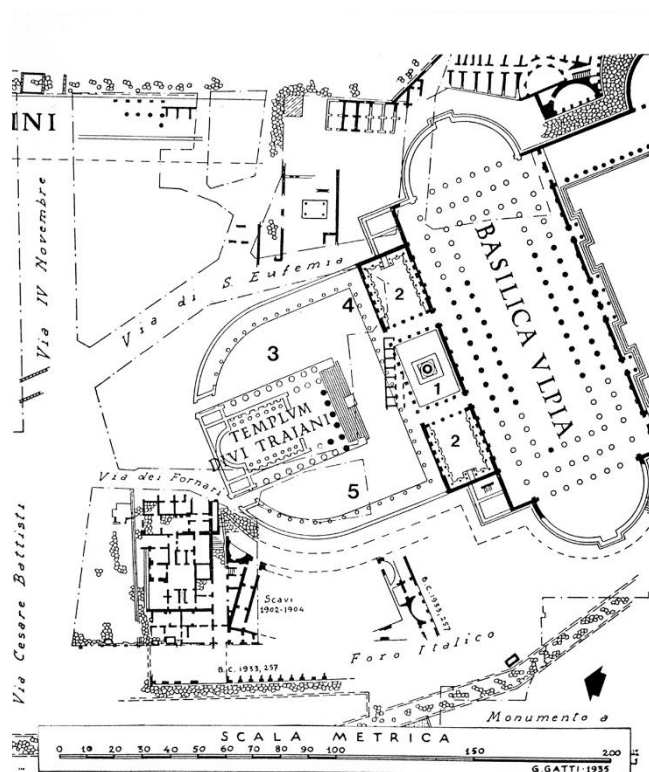 INI
Via IV Novembre
Via di S. Eufemia
BASILICA VLPIA
2
4
3
1
TEMPLVM
DIVI TRAIANI
2
5
Via dei Fornari
Via Cesare Battisti
Scavi
1902-1904
B.C. 1933, 257
B.C. 1933, 257
Foro Italico
Monumento a
SCALA METRICA
0 10 20 30 40 50 60 70 80 90 100 150 200
G. GATTI - 1935